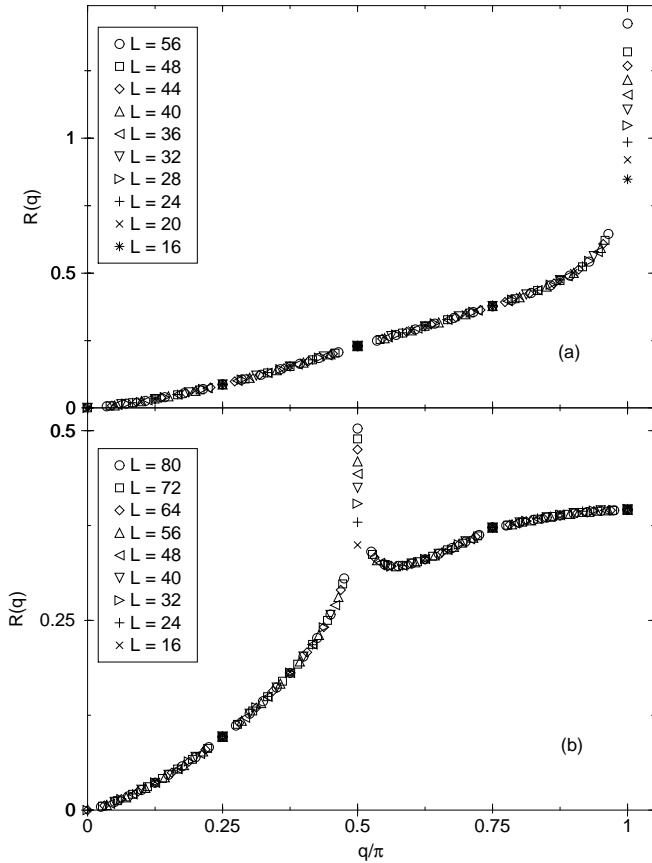 L = 56
L = 48
L = 44
L = 40
L = 36
L = 32
L = 28
L = 24
L = 20
L = 16
1
0.5
0
R(q)
(a)
L = 80
L = 72
L = 64
L = 56
L = 48
L = 40
L = 32
L = 24
L = 16
0.5
0.25
0
R(q)
(b)
0 0.25 0.5 0.75 1
q/π